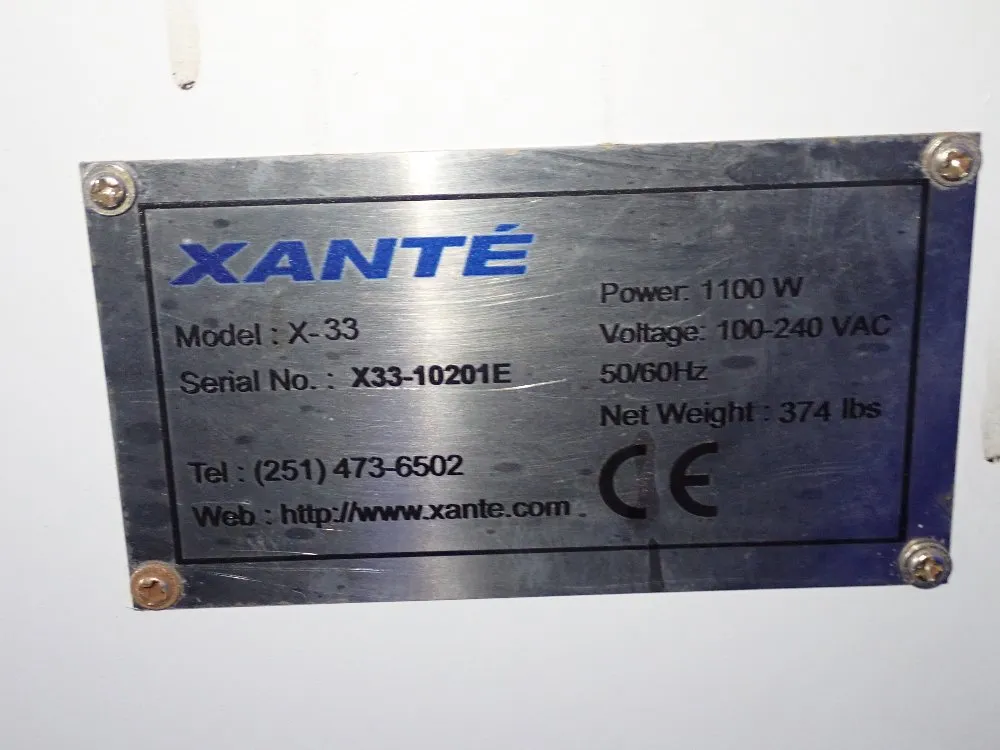 XANTÉ
Model : X-33
Serial No. : X33-10201E
Tel : (251) 473-6502
Web : http://www.xante.com
Power: 1100 W
Voltage: 100-240 VAC
50/60Hz
Net Weight : 374 lbs
CE